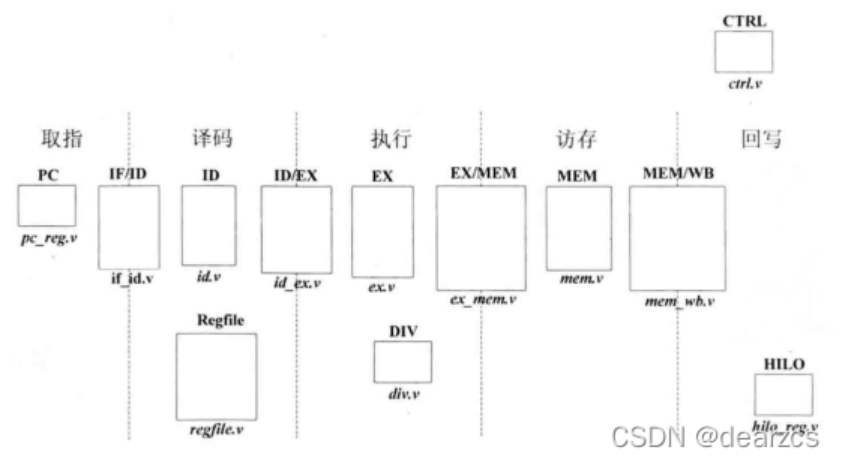 CTRL
ctrl.v
取指 译码 执行 访存 回写
PC IF/ID ID ID/EX EX EX/MEM MEM MEM/WB
pc_reg.v if_id.v id.v id_ex.v ex.v ex_mem.v mem.v mem_wb.v
Regfile
regfile.v
DIV
div.v
HILO
hilo_reg.v
CSDN @dearzcs